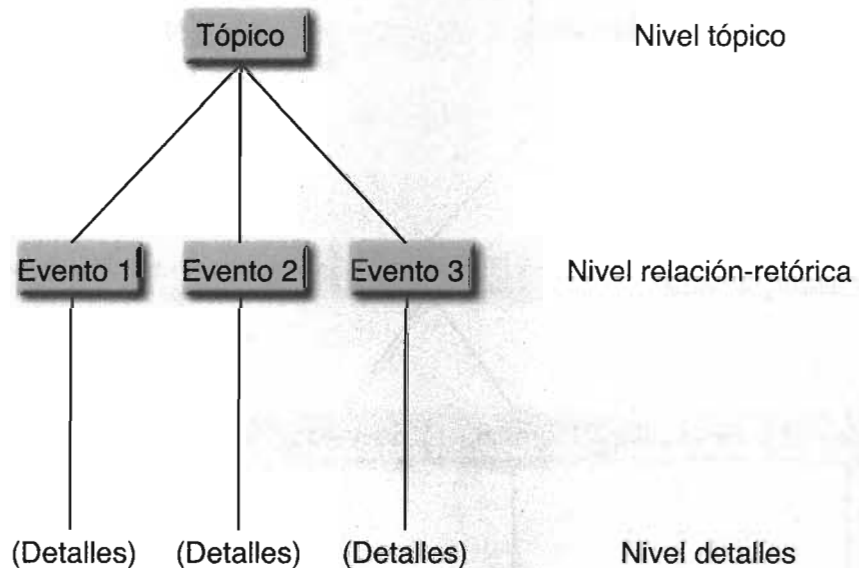 Tópico Nivel tópico
Evento 1 Evento 2 Evento 3 Nivel relación-retórica
(Detalles) (Detalles) (Detalles) Nivel detalles